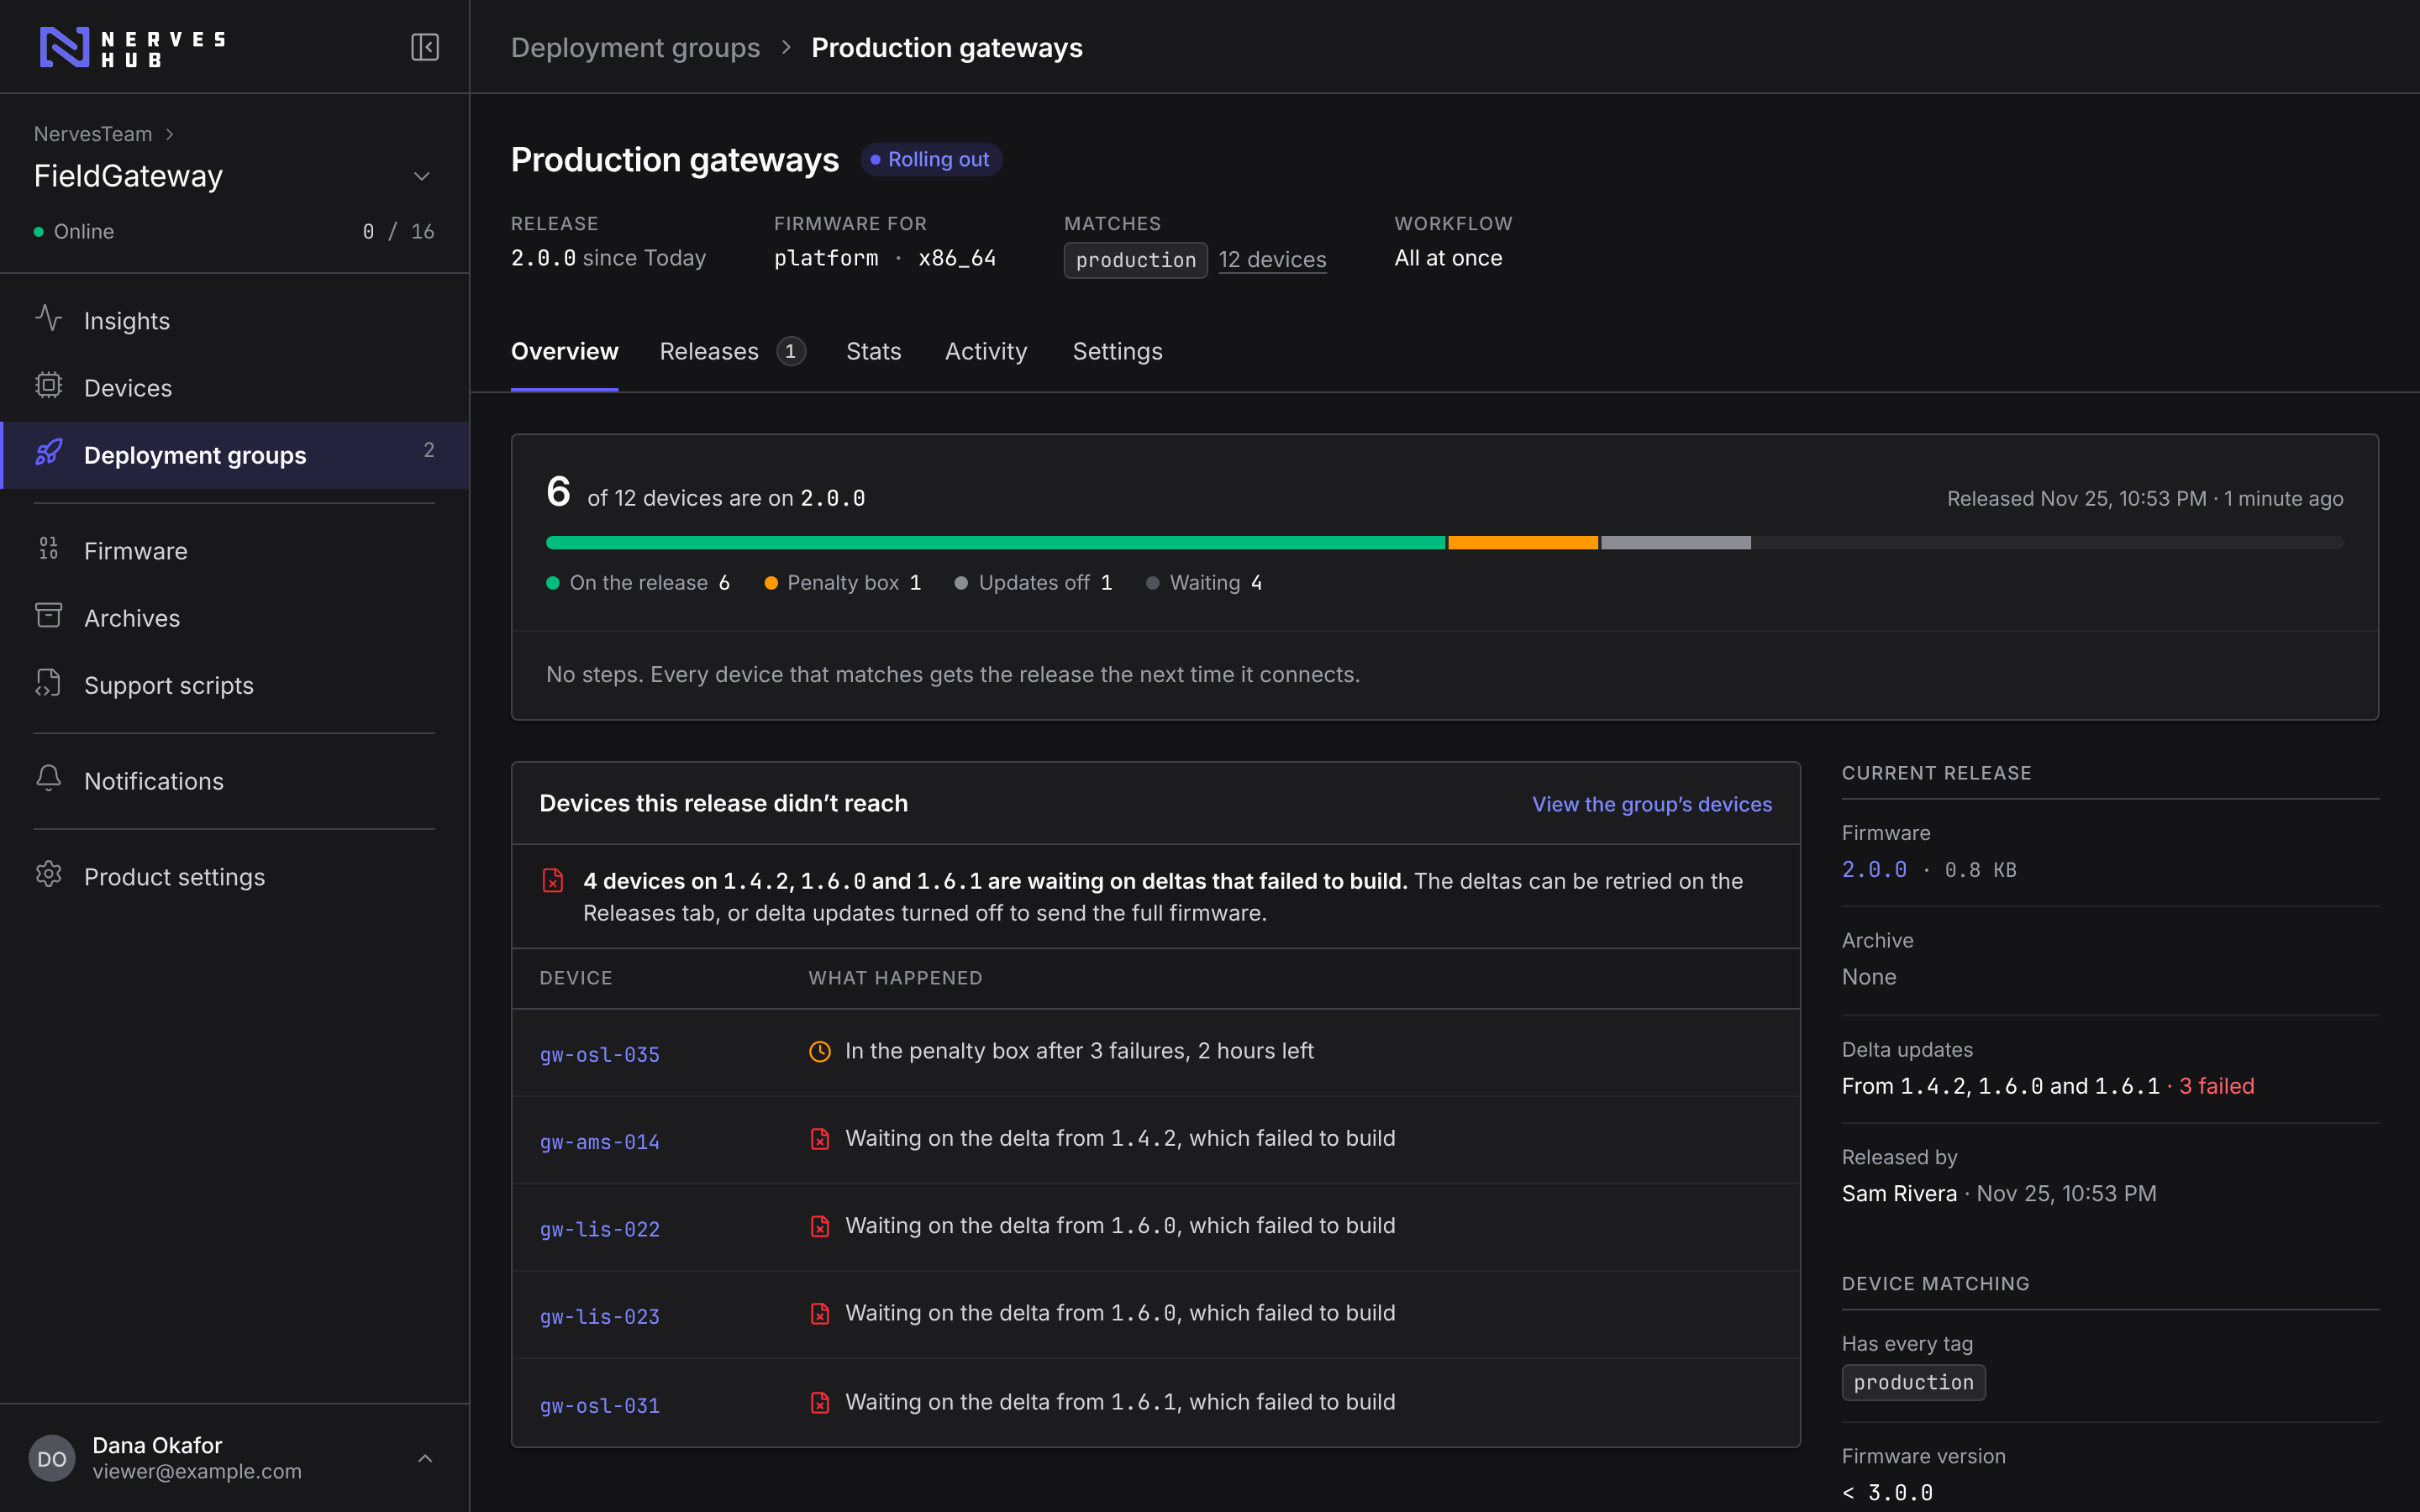 NERVES
HUB
Deployment groups > Production gateways
NervesTeam >
FieldGateway
Online 0 / 16
Insights
Devices
Deployment groups 2
Firmware
Archives
Support scripts
Notifications
Product settings
DO
Dana Okafor
viewer@example.com
Production gateways Rolling out
RELEASE
2.0.0 since Today
FIRMWARE FOR
platform · x86_64
MATCHES
production 12 devices
WORKFLOW
All at once
Overview Releases 1 Stats Activity Settings
6 of 12 devices are on 2.0.0
Released Nov 25, 10:53 PM · 1 minute ago
On the release 6 Penalty box 1 Updates off 1 Waiting 4
No steps. Every device that matches gets the release the next time it connects.
Devices this release didn’t reach
View the group’s devices
4 devices on 1.4.2, 1.6.0 and 1.6.1 are waiting on deltas that failed to build. The deltas can be retried on the
Releases tab, or delta updates turned off to send the full firmware.
DEVICE WHAT HAPPENED
gw-osl-035 In the penalty box after 3 failures, 2 hours left
gw-ams-014 Waiting on the delta from 1.4.2, which failed to build
gw-lis-022 Waiting on the delta from 1.6.0, which failed to build
gw-lis-023 Waiting on the delta from 1.6.0, which failed to build
gw-osl-031 Waiting on the delta from 1.6.1, which failed to build
CURRENT RELEASE
Firmware
2.0.0 · 0.8 KB
Archive
None
Delta updates
From 1.4.2, 1.6.0 and 1.6.1 · 3 failed
Released by
Sam Rivera · Nov 25, 10:53 PM
DEVICE MATCHING
Has every tag
production
Firmware version
< 3.0.0